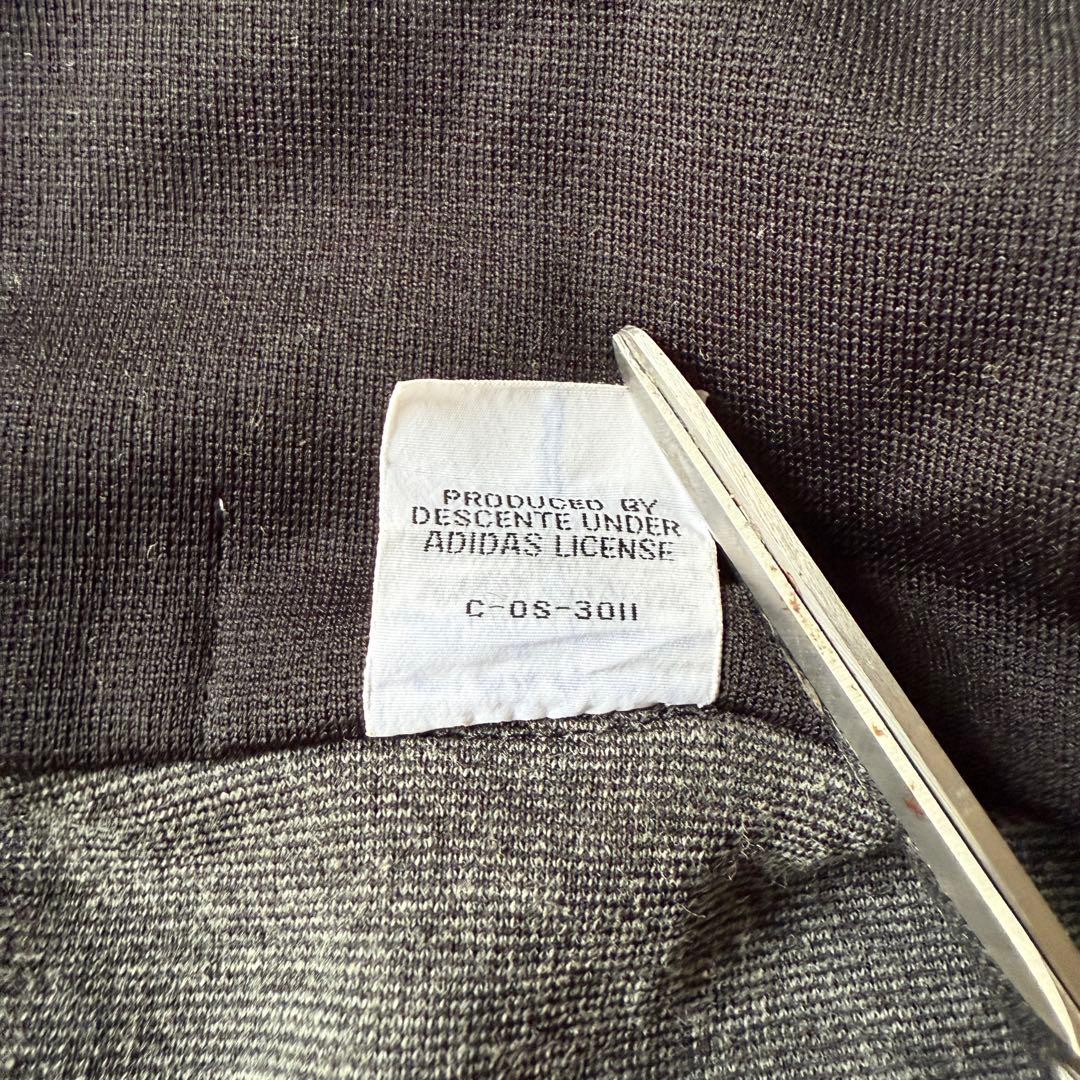 PRODUCED BY
DESCENTE UNDER
ADIDAS LICENSE
C-OS-3011